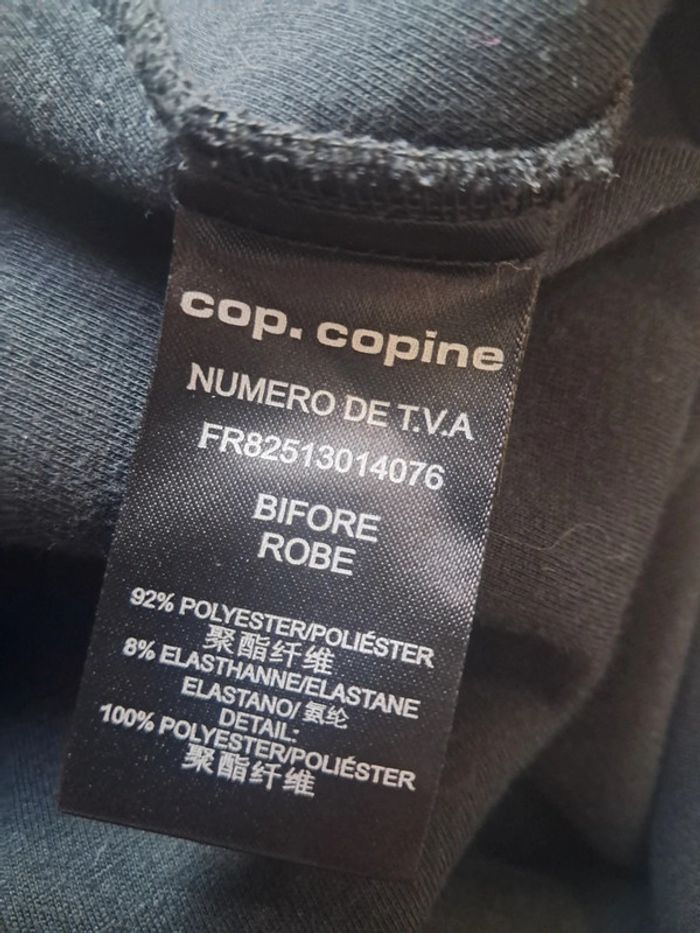 cop. copine
NUMERO DE T.V.A
FR82513014076
BIFORE
ROBE
92% POLYESTER/POLIÉSTER
聚酯纤维
8% ELASTHANNE/ELASTANE
ELASTANO/ 氨纶
DETAIL:
100% POLYESTER/POLIÉSTER
聚酯纤维